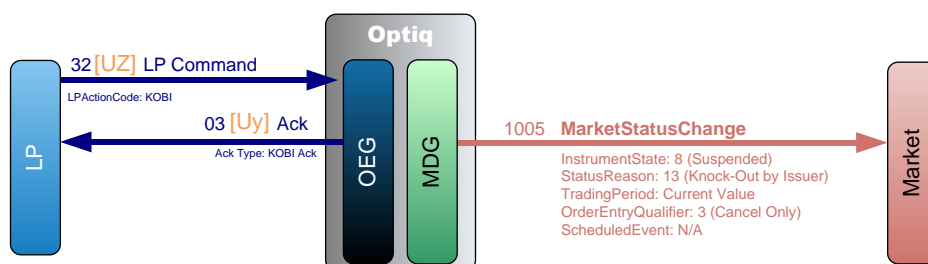 Optiq
32 [UZ] LP Command
LPActionCode: KOBI
03 [Uy] Ack
Ack Type: KOBI Ack
LP
OEG
MDG
1005 MarketStatusChange
InstrumentState: 8 (Suspended)
StatusReason: 13 (Knock-Out by Issuer)
TradingPeriod: Current Value
OrderEntryQualifier: 3 (Cancel Only)
ScheduledEvent: N/A
Market